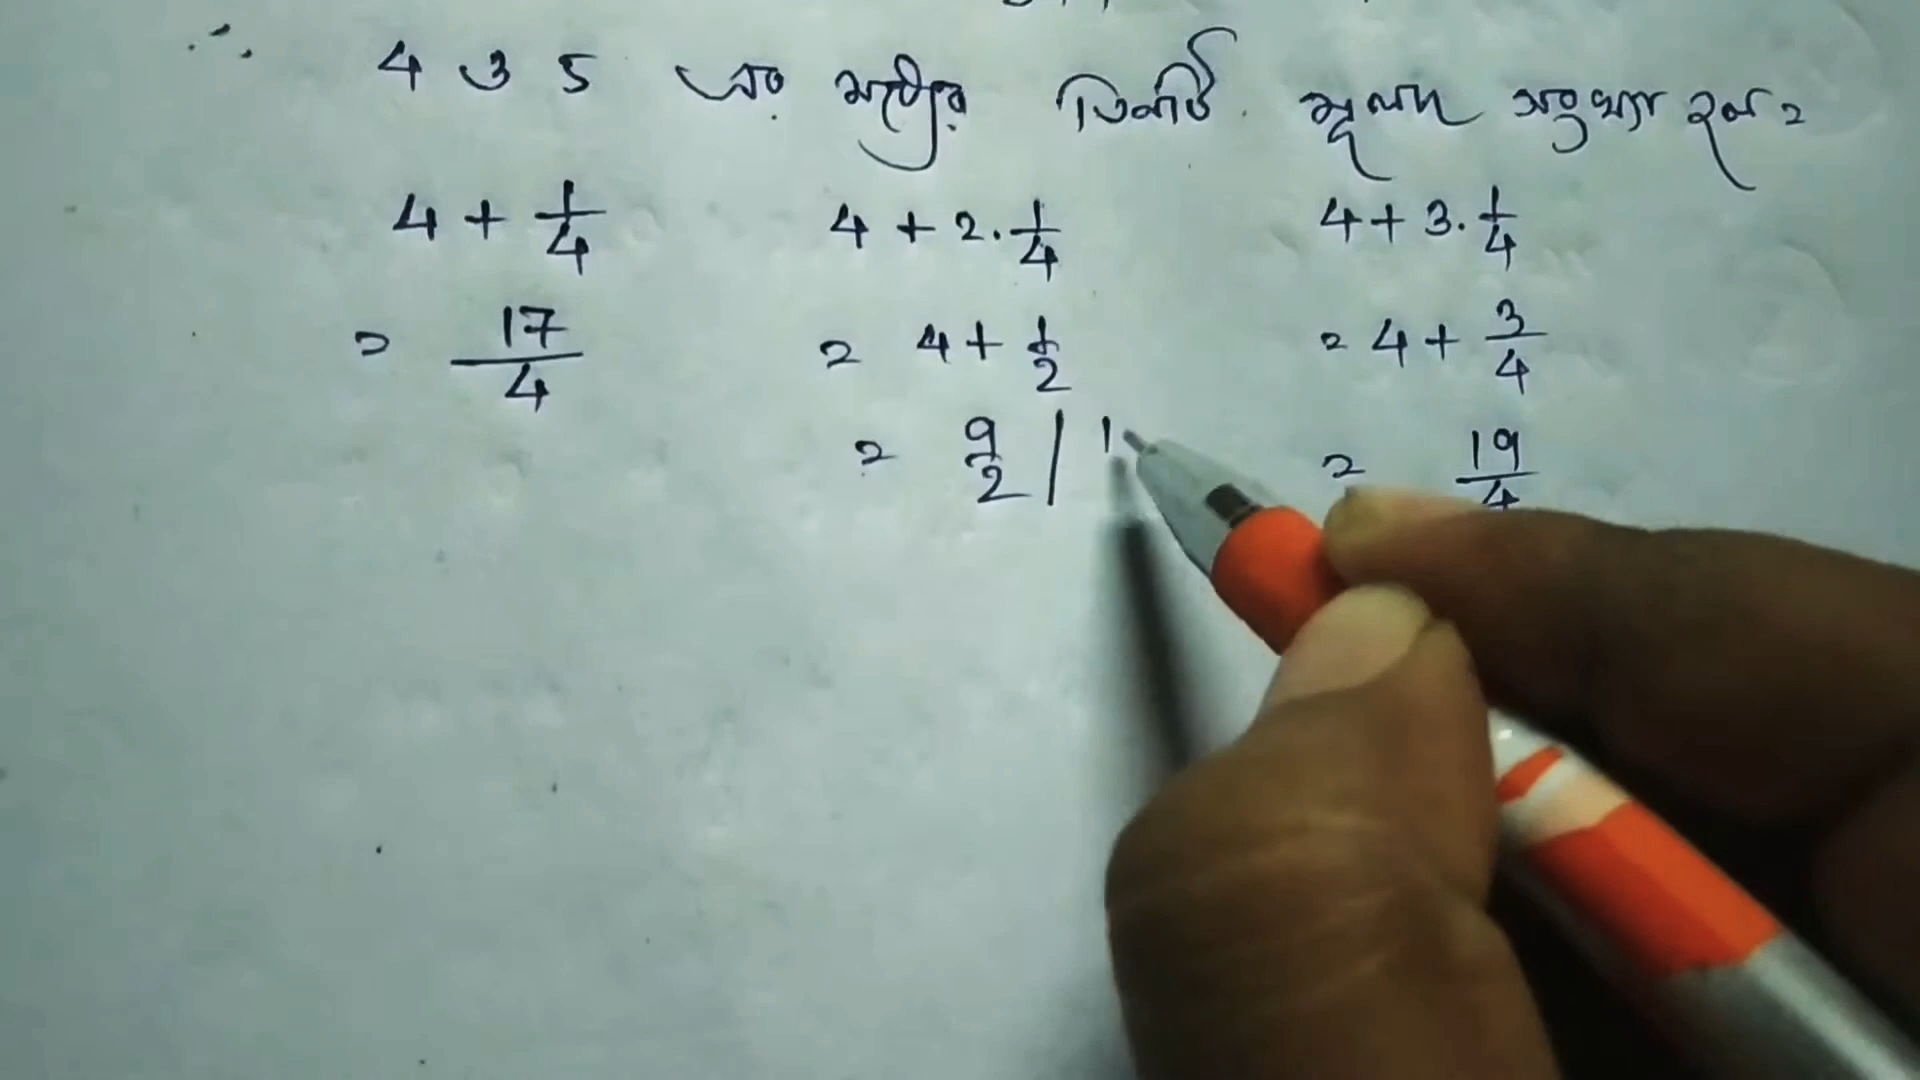 ∴ 4 ও 5 এর মধ্যের তিনটি মূলদ সংখ্যা হল =
4 + 1/4    4 + 2. 1/4    4 + 3. 1/4
= 17/4    = 4 + 1/2    = 4 + 3/4
= 9/2 | 1    = 19/4